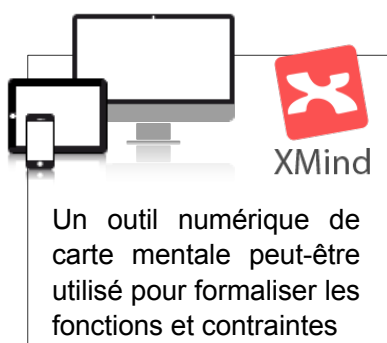 XMind
Un outil numérique de
carte mentale peut-être
utilisé pour formaliser les
fonctions et contraintes